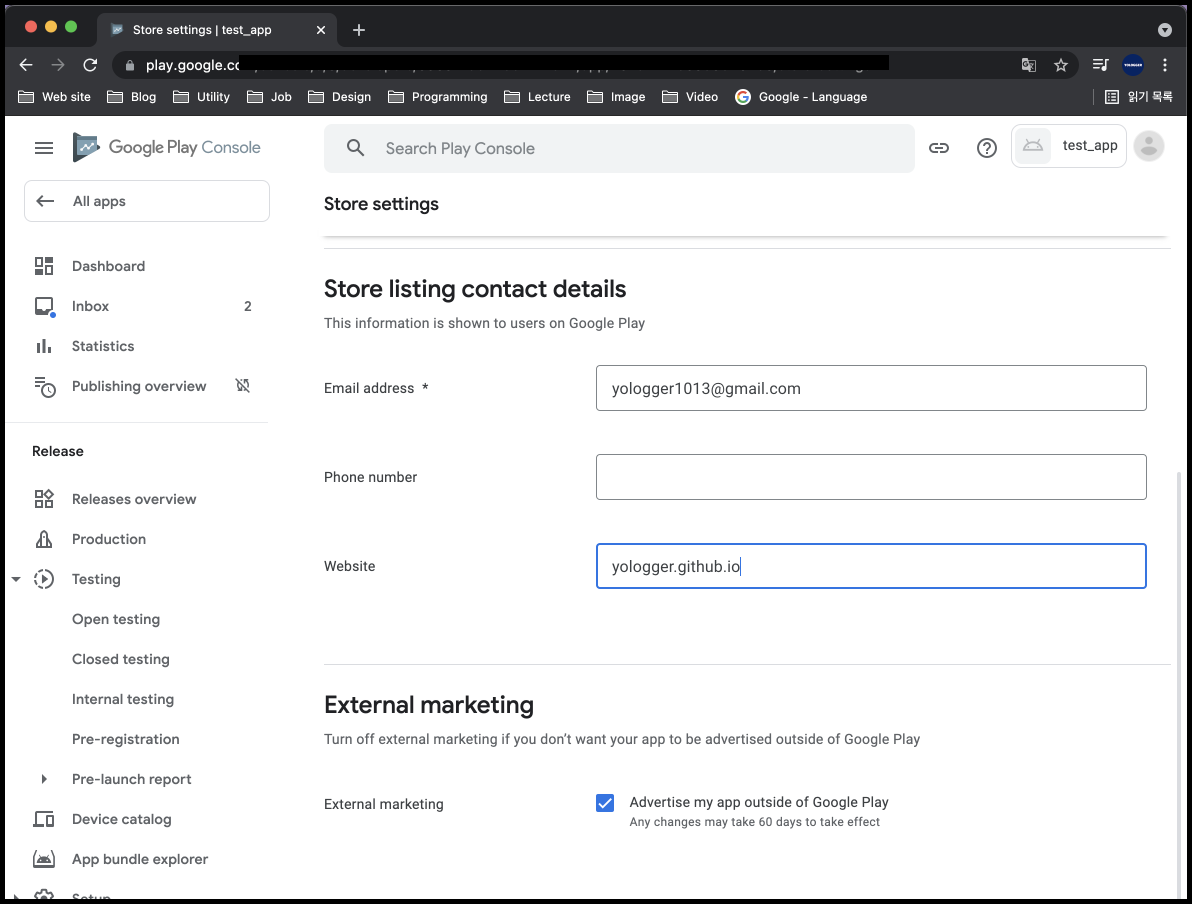 Store settings | test_app
play.google.co
Web site Blog Utility Job Design Programming Lecture Image Video Google - Language 읽기 목록
Google Play Console
Search Play Console
test_app
All apps
Store settings
Dashboard
Inbox 2
Statistics
Publishing overview
Release
Releases overview
Production
Testing
Open testing
Closed testing
Internal testing
Pre-registration
Pre-launch report
Device catalog
App bundle explorer
Setup
Store listing contact details
This information is shown to users on Google Play
Email address * yologger1013@gmail.com
Phone number
Website yologger.github.io
External marketing
Turn off external marketing if you don’t want your app to be advertised outside of Google Play
External marketing Advertise my app outside of Google Play
Any changes may take 60 days to take effect